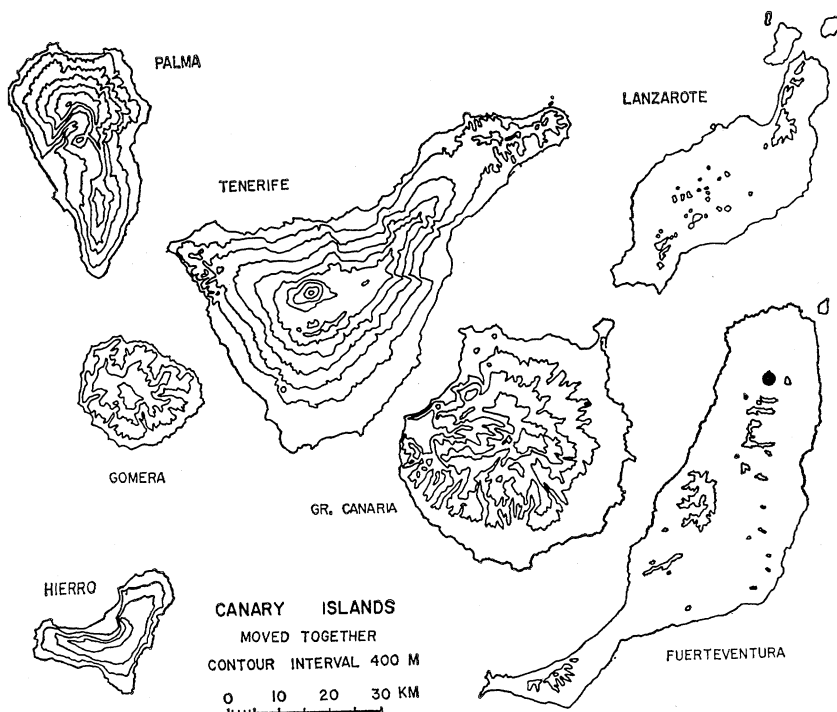 PALMA
LANZAROTE
TENERIFE
GOMERA
GR. CANARIA
HIERRO
CANARY ISLANDS
MOVED TOGETHER
CONTOUR INTERVAL 400 M
0 10 20 30 KM
FUERTEVENTURA